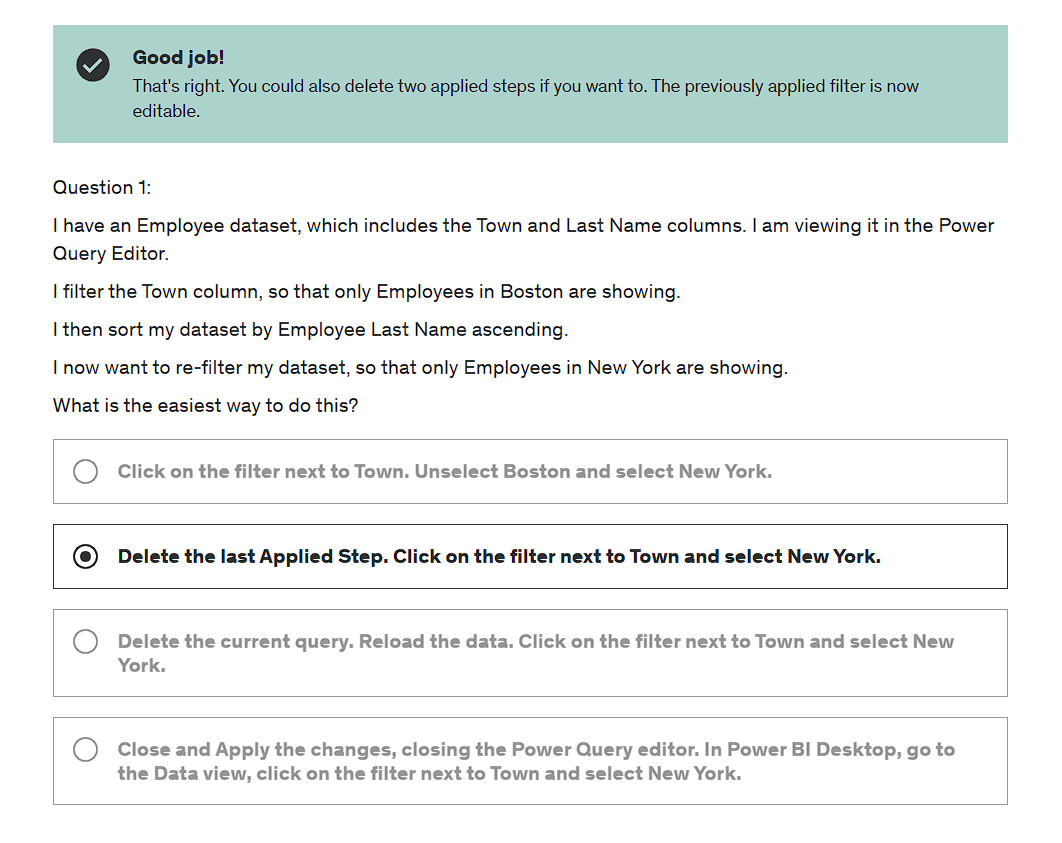 Good job!
That's right. You could also delete two applied steps if you want to. The previously applied filter is now
editable.
Question 1:
I have an Employee dataset, which includes the Town and Last Name columns. I am viewing it in the Power
Query Editor.
I filter the Town column, so that only Employees in Boston are showing.
I then sort my dataset by Employee Last Name ascending.
I now want to re-filter my dataset, so that only Employees in New York are showing.
What is the easiest way to do this?
Click on the filter next to Town. Unselect Boston and select New York.
Delete the last Applied Step. Click on the filter next to Town and select New York.
Delete the current query. Reload the data. Click on the filter next to Town and select New
York.
Close and Apply the changes, closing the Power Query editor. In Power BI Desktop, go to
the Data view, click on the filter next to Town and select New York.